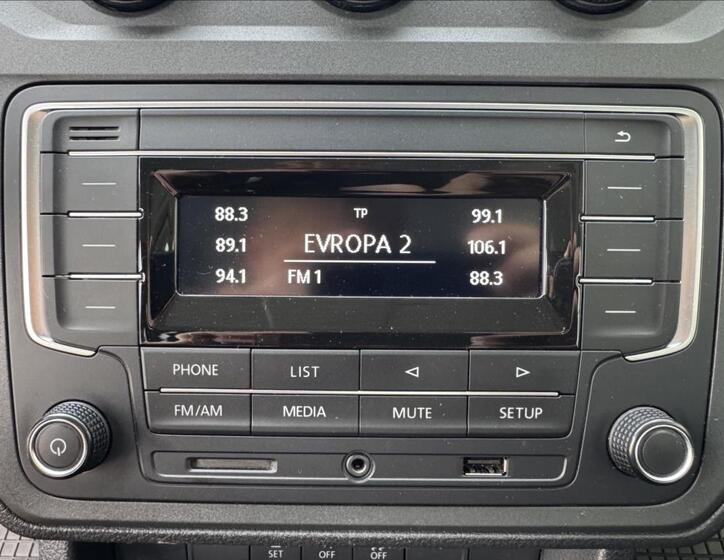 88.3 TP 99.1
89.1 EVROPA 2 106.1
94.1 FM 1 88.3
PHONE LIST
FM/AM MEDIA MUTE SETUP
SET OFF OFF